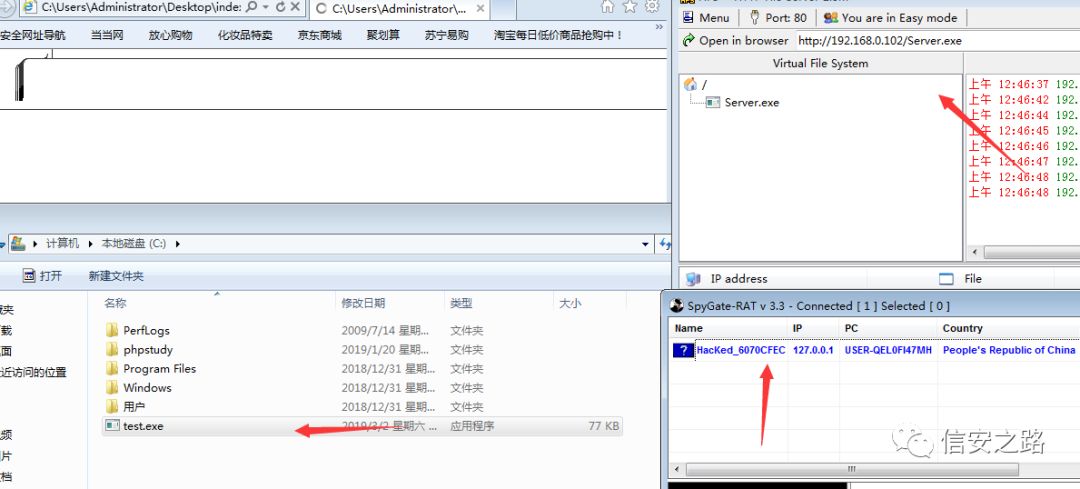 C:\Users\Administrator\Desktop\inde:
C:\Users\Administrator\...
安全网址导航 当当网 放心购物 化妆品特卖 京东商城 聚划算 苏宁易购 淘宝每日低价商品抢购中！
Menu Port: 80 You are in Easy mode
Open in browser http://192.168.0.102/Server.exe
Virtual File System
/
Server.exe
上午 12:46:37 192.
上午 12:46:42 192.
上午 12:46:44 192.
上午 12:46:45 192.
上午 12:46:46 192.
上午 12:46:47 192.
上午 12:46:48 192.
上午 12:46:48 192.
IP address File
计算机 本地磁盘 (C:)
打开 新建文件夹
名称 修改日期 类型 大小
PerfLogs 2009/7/14 星期... 文件夹
phpstudy 2019/1/20 星期... 文件夹
Program Files 2018/12/31 星期... 文件夹
Windows 2018/12/31 星期... 文件夹
用户 2018/12/31 星期... 文件夹
test.exe 2019/3/2 星期六 ... 应用程序 77 KB
近访问的位置
SpyGate-RAT v 3.3 - Connected [ 1 ] Selected [ 0 ]
Name IP PC Country
HacKed_6070CFEC 127.0.0.1 USER-QEL0FI47MH People's Republic of China
信安之路